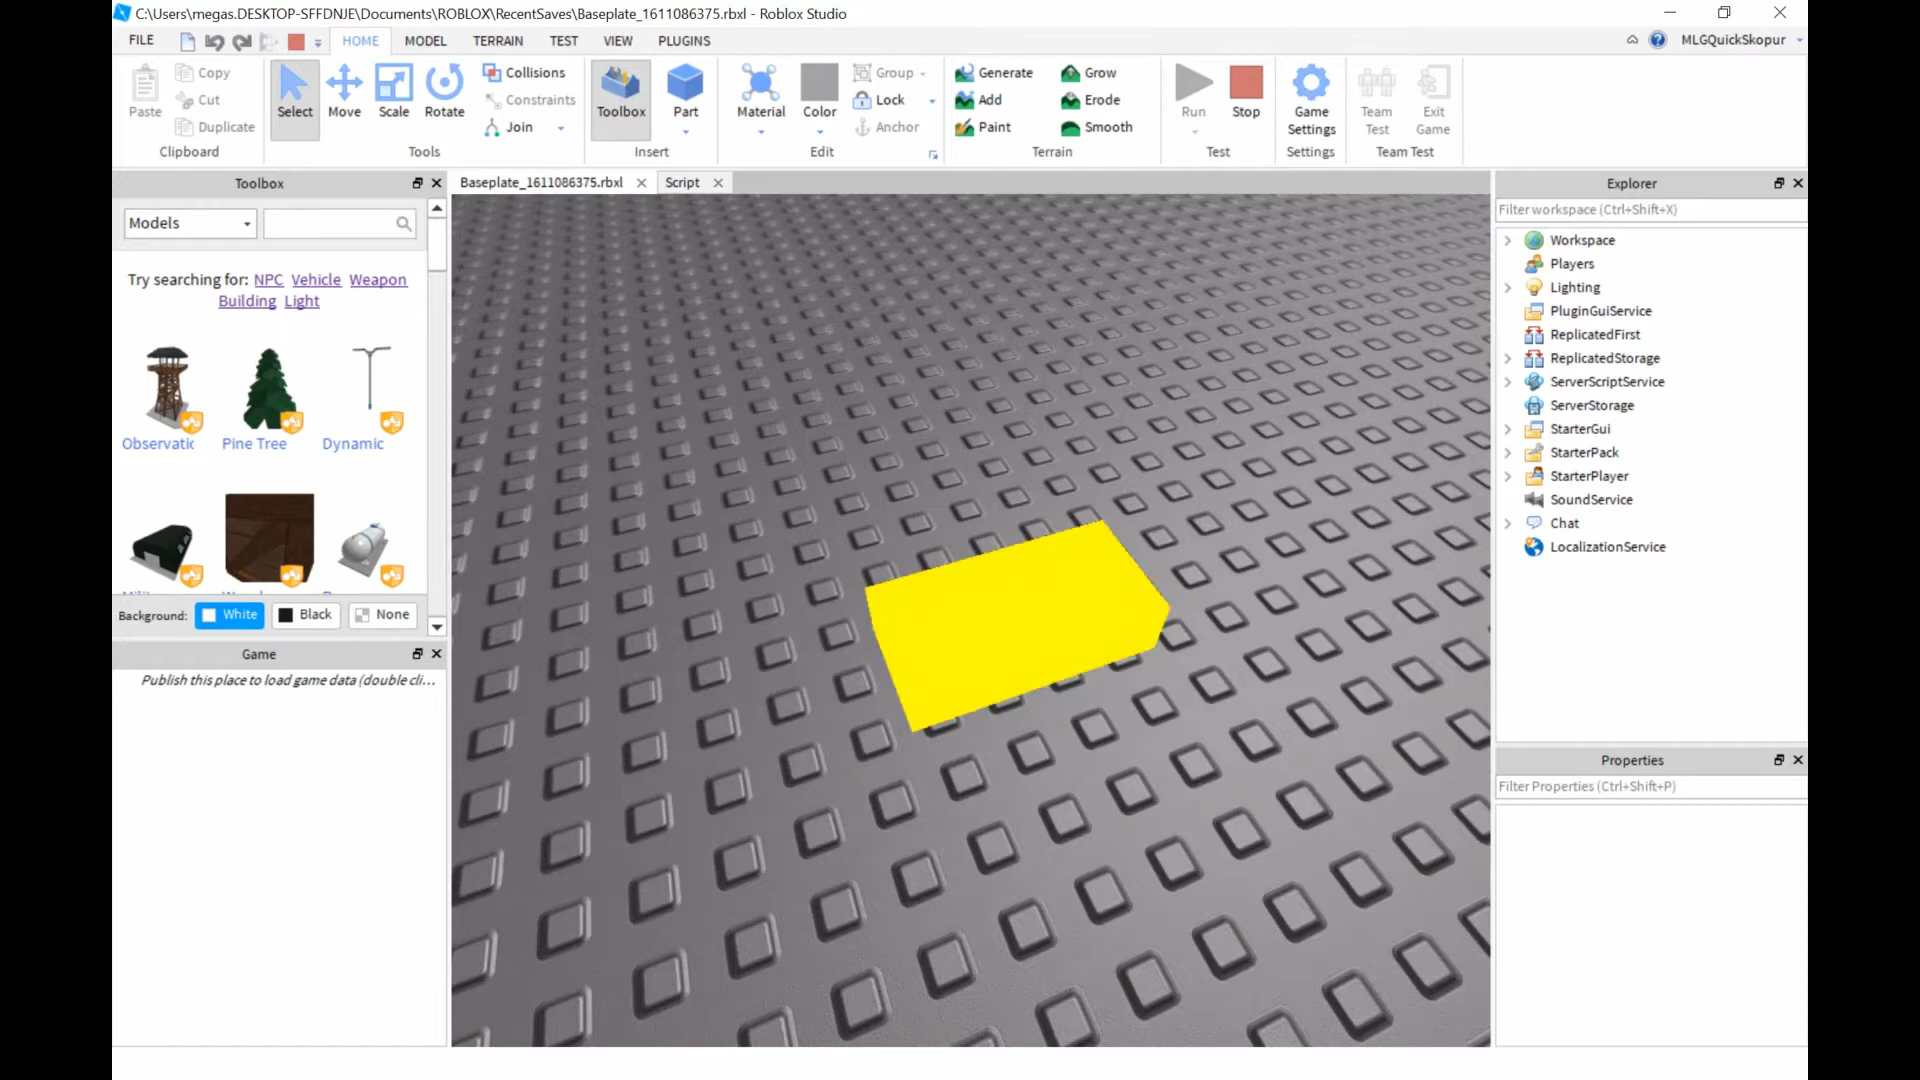 C:\Users\megas.DESKTOP-SFFDNJE\Documents\ROBLOX\RecentSaves\Baseplate_1611086375.rbxl - Roblox Studio
FILE HOME MODEL TERRAIN TEST VIEW PLUGINS MLGQuickSkopur
Paste Copy Cut Duplicate
Clipboard
Select Move Scale Rotate Collisions Constraints Join
Tools
Toolbox Part
Insert
Material Color Group Lock Anchor
Edit
Generate Add Paint Grow Erode Smooth
Terrain
Run Stop
Test
Game Settings
Settings
Team Test Exit Game
Team Test
Toolbox
Models
Try searching for: NPC Vehicle Weapon
Building Light
Observatic Pine Tree Dynamic
Background: White Black None
Game
Publish this place to load game data (double cli...
Baseplate_1611086375.rbxl Script
Explorer
Filter workspace (Ctrl+Shift+X)
Workspace
Players
Lighting
PluginGuiService
ReplicatedFirst
ReplicatedStorage
ServerScriptService
ServerStorage
StarterGui
StarterPack
StarterPlayer
SoundService
Chat
LocalizationService
Properties
Filter Properties (Ctrl+Shift+P)